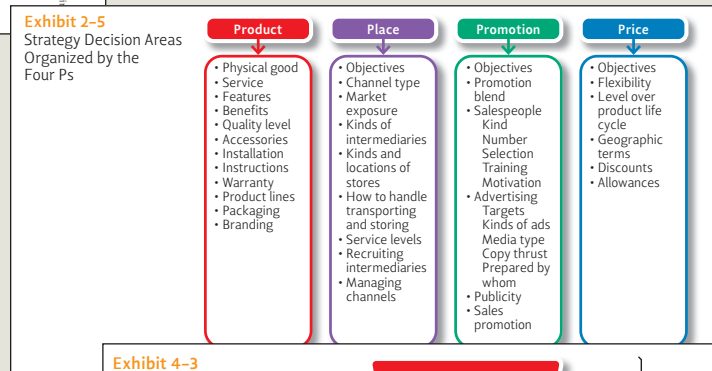 Exhibit 2–5
Strategy Decision Areas
Organized by the
Four Ps
Product
• Physical good
• Service
• Features
• Benefits
• Quality level
• Accessories
• Installation
• Instructions
• Warranty
• Product lines
• Packaging
• Branding
Place
• Objectives
• Channel type
• Market
exposure
• Kinds of
intermediaries
• Kinds and
locations of
stores
• How to handle
transporting
and storing
• Service levels
• Recruiting
intermediaries
• Managing
channels
Promotion
• Objectives
• Promotion
blend
• Salespeople
Kind
Number
Selection
Training
Motivation
• Advertising
Targets
Kinds of ads
Media type
Copy thrust
Prepared by
whom
• Publicity
• Sales
promotion
Price
• Objectives
• Flexibility
• Level over
product life
cycle
• Geographic
terms
• Discounts
• Allowances
Exhibit 4–3